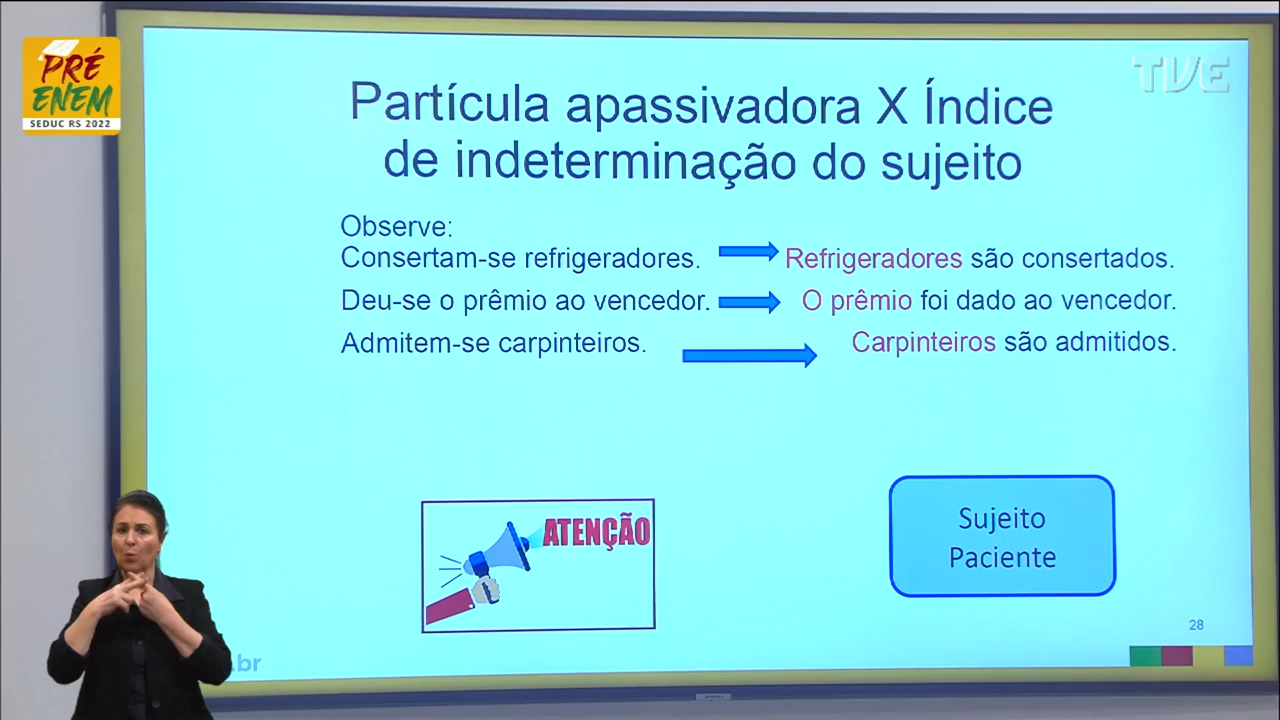 PRÉ
ENEM
SEDUC RS 2022
TVE
Partícula apassivadora X Índice
de indeterminação do sujeito
Observe:
Consertam-se refrigeradores. Refrigeradores são consertados.
Deu-se o prêmio ao vencedor. O prêmio foi dado ao vencedor.
Admitem-se carpinteiros. Carpinteiros são admitidos.
ATENÇÃO
Sujeito
Paciente
28
.br